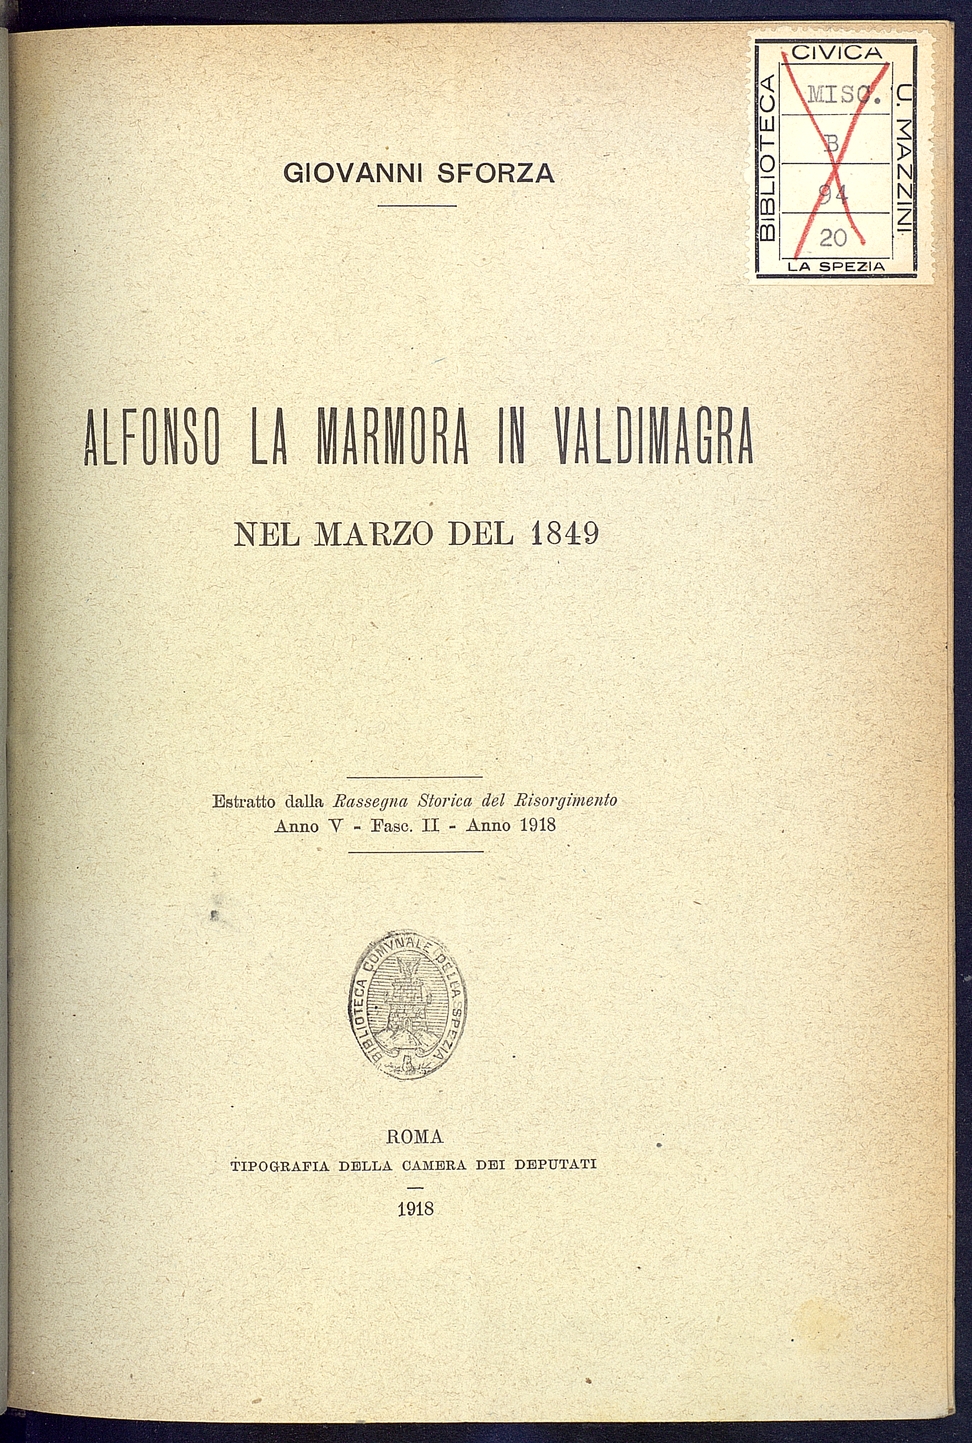 CIVICA
BIBLIOTECA
U. MAZZINI
MISC.
B
94
20
LA SPEZIA
GIOVANNI SFORZA
ALFONSO LA MARMORA IN VALDIMAGRA
NEL MARZO DEL 1849
Estratto dalla Rassegna Storica del Risorgimento
Anno V - Fasc. II - Anno 1918
BIBLIOTECA COMVNALE DELLA SPEZIA
ROMA
TIPOGRAFIA DELLA CAMERA DEI DEPUTATI
1918